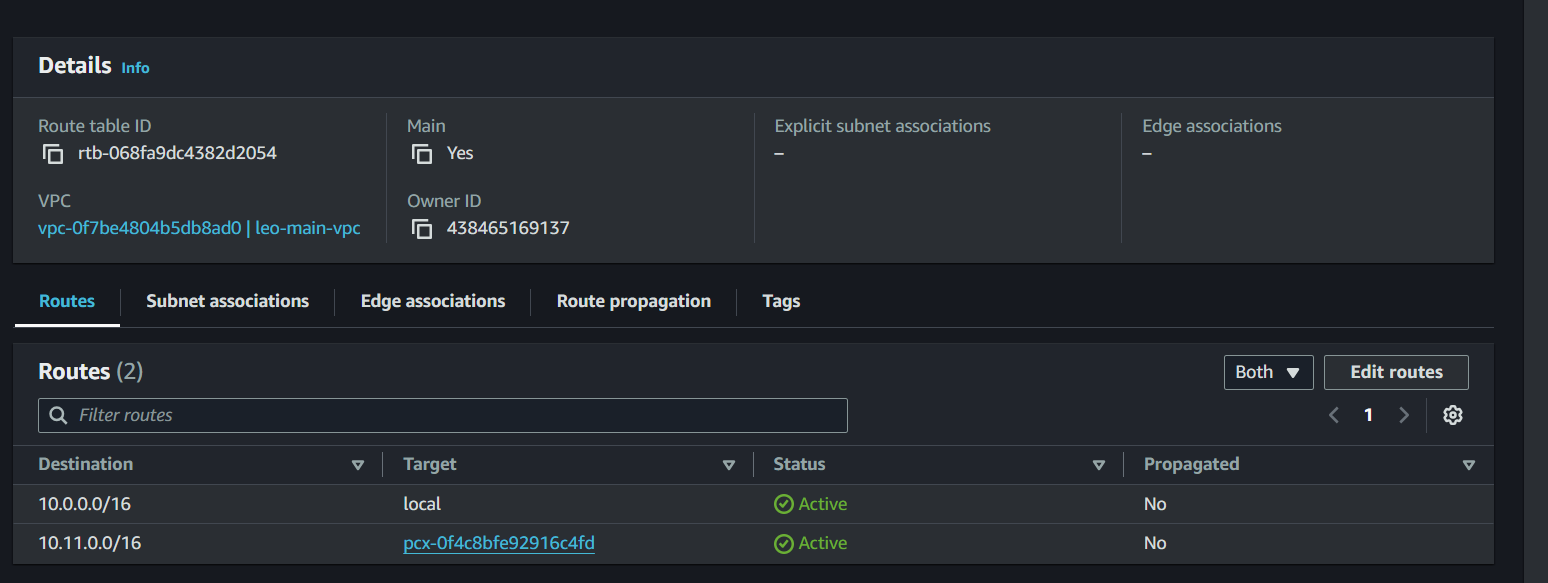 Details Info
Route table ID
rtb-068fa9dc4382d2054
Main
Yes
Explicit subnet associations
–
Edge associations
–
VPC
vpc-0f7be4804b5db8ad0 | leo-main-vpc
Owner ID
438465169137
Routes Subnet associations Edge associations Route propagation Tags
Routes (2)
Both Edit routes
Filter routes
1
Destination Target Status Propagated
10.0.0.0/16 local Active No
10.11.0.0/16 pcx-0f4c8bfe92916c4fd Active No